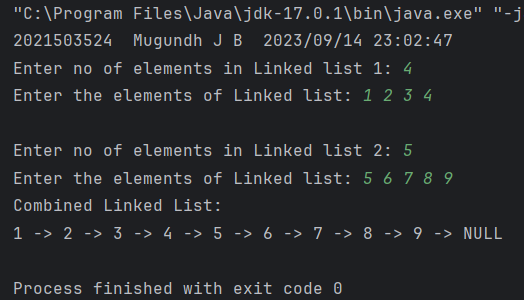 "C:\Program Files\Java\jdk-17.0.1\bin\java.exe" "-j
2021503524  Mugundh J B  2023/09/14 23:02:47
Enter no of elements in Linked list 1: 4
Enter the elements of Linked list: 1 2 3 4
Enter no of elements in Linked list 2: 5
Enter the elements of Linked list: 5 6 7 8 9
Combined Linked List:
1 -> 2 -> 3 -> 4 -> 5 -> 6 -> 7 -> 8 -> 9 -> NULL
Process finished with exit code 0